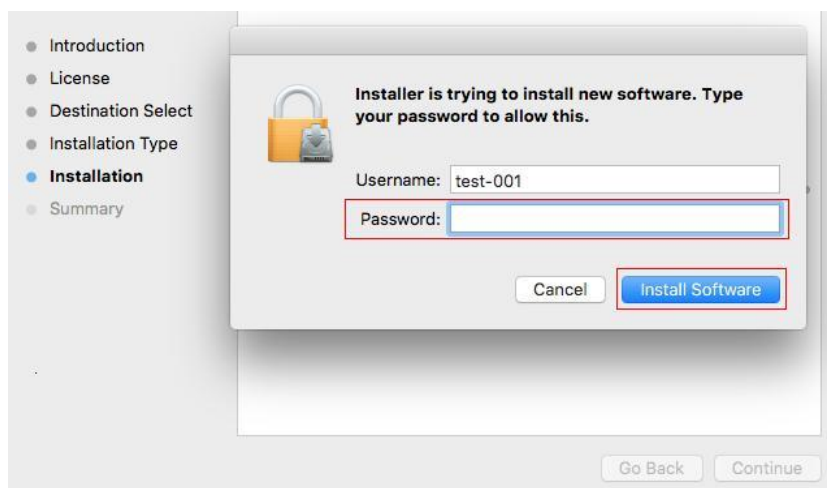 Introduction
License
Destination Select
Installation Type
Installation
Summary
Installer is trying to install new software. Type
your password to allow this.
Username: test-001
Password:
Cancel
Install Software
Go Back
Continue